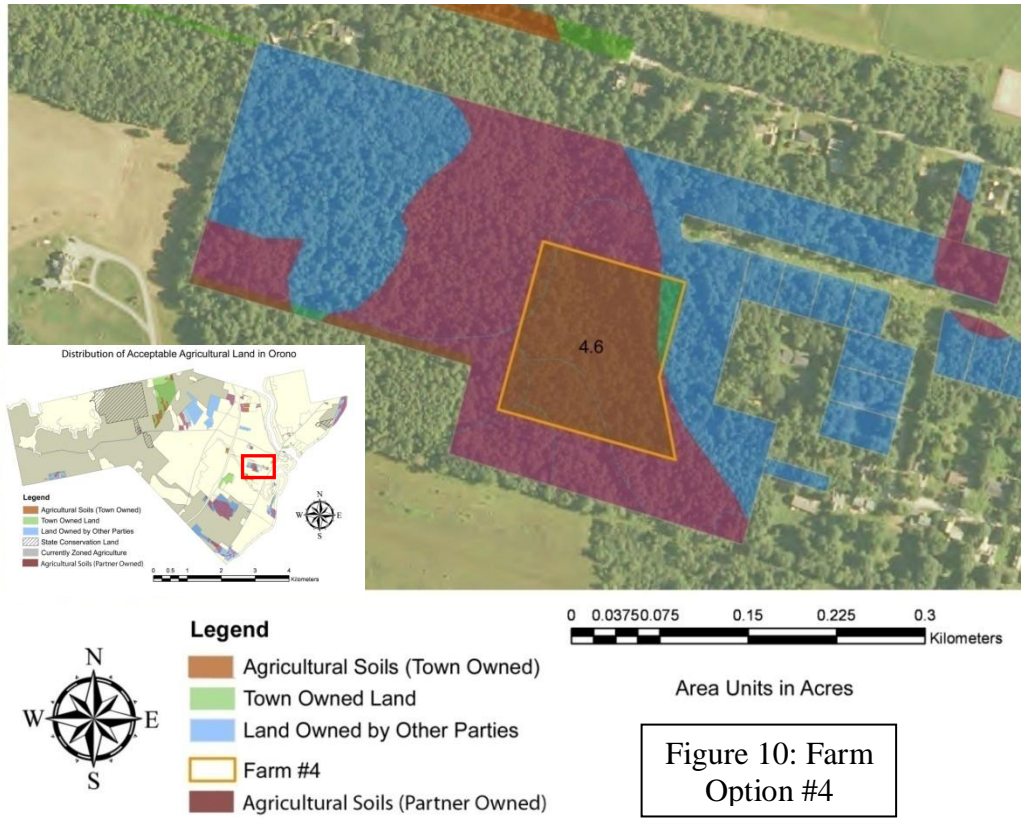 4.6
Distribution of Acceptable Agricultural Land in Orono
Legend
Agricultural Soils (Town Owned)
Town Owned Land
Land Owned by Other Parties
State Conservation Land
Currently Zoned Agriculture
Agricultural Soils (Partner Owned)
N
W E
S
0 0.5 1 2 3 4
Kilometers
N
W E
S
Legend
Agricultural Soils (Town Owned)
Town Owned Land
Land Owned by Other Parties
Farm #4
Agricultural Soils (Partner Owned)
0 0.0375 0.075 0.15 0.225 0.3
Kilometers
Area Units in Acres
Figure 10: Farm
Option #4